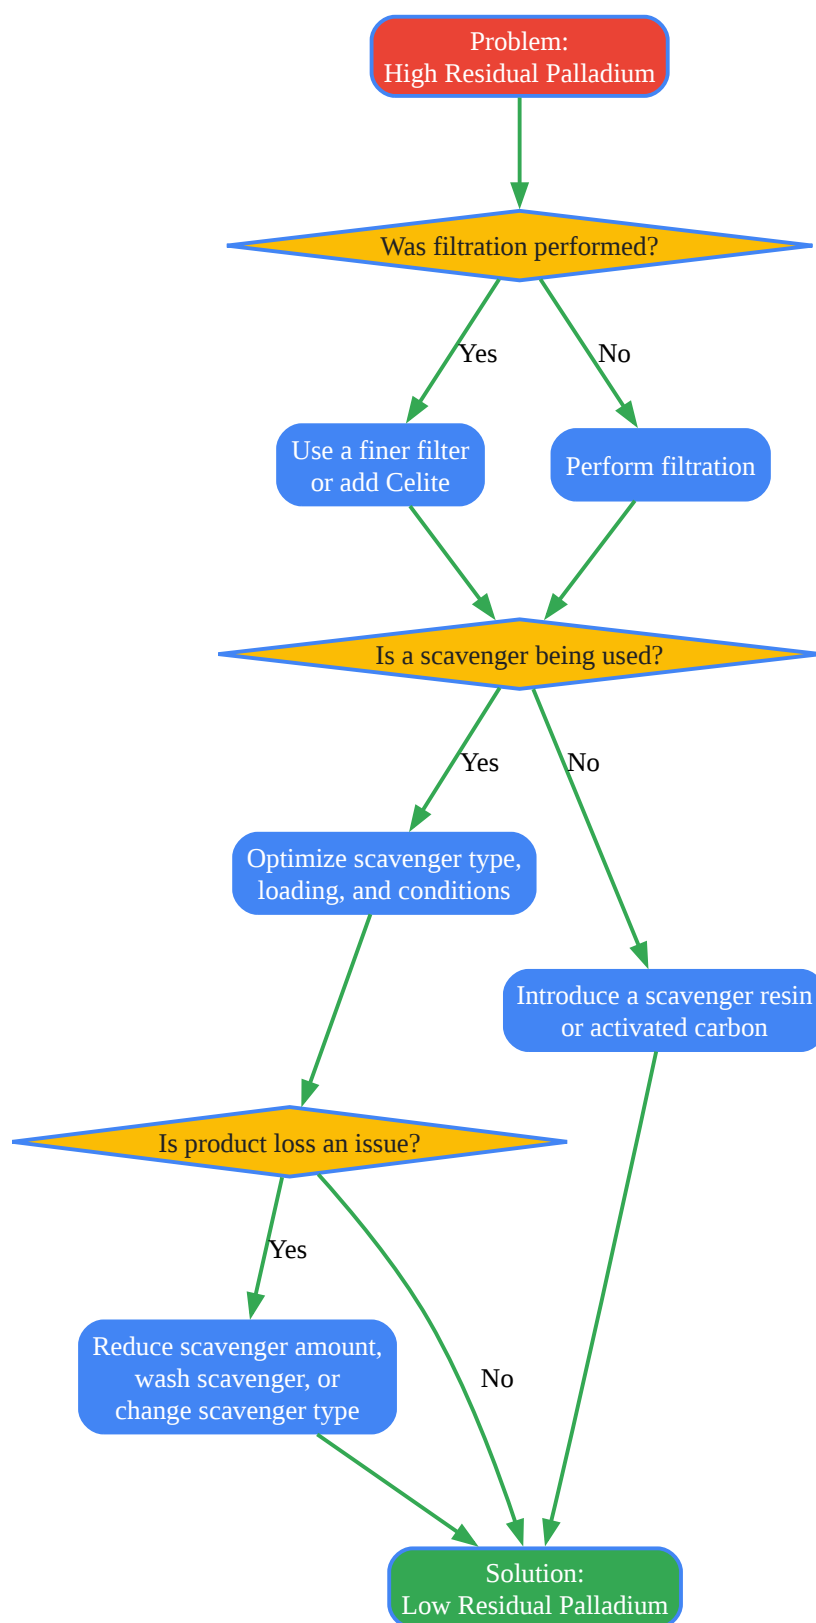 Problem:
High Residual Palladium
Was filtration performed?
Yes
No
Use a finer filter
or add Celite
Perform filtration
Is a scavenger being used?
Yes
No
Optimize scavenger type,
loading, and conditions
Introduce a scavenger resin
or activated carbon
Is product loss an issue?
Yes
Reduce scavenger amount,
wash scavenger, or
change scavenger type
No
Solution:
Low Residual Palladium